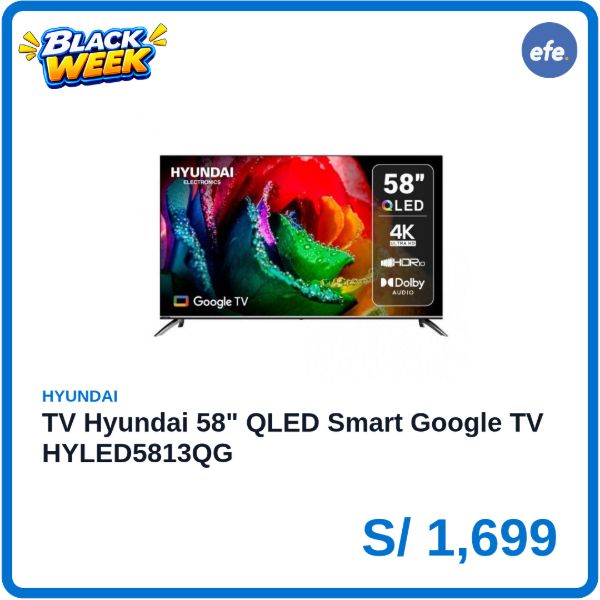 BLACK
WEEK
efe.
HYUNDAI
ELECTRONICS
58"
QLED
4K
ULTRA HD
HDR10
Dolby
AUDIO
Google TV
HYUNDAI
TV Hyundai 58" QLED Smart Google TV
HYLED5813QG
S/ 1,699